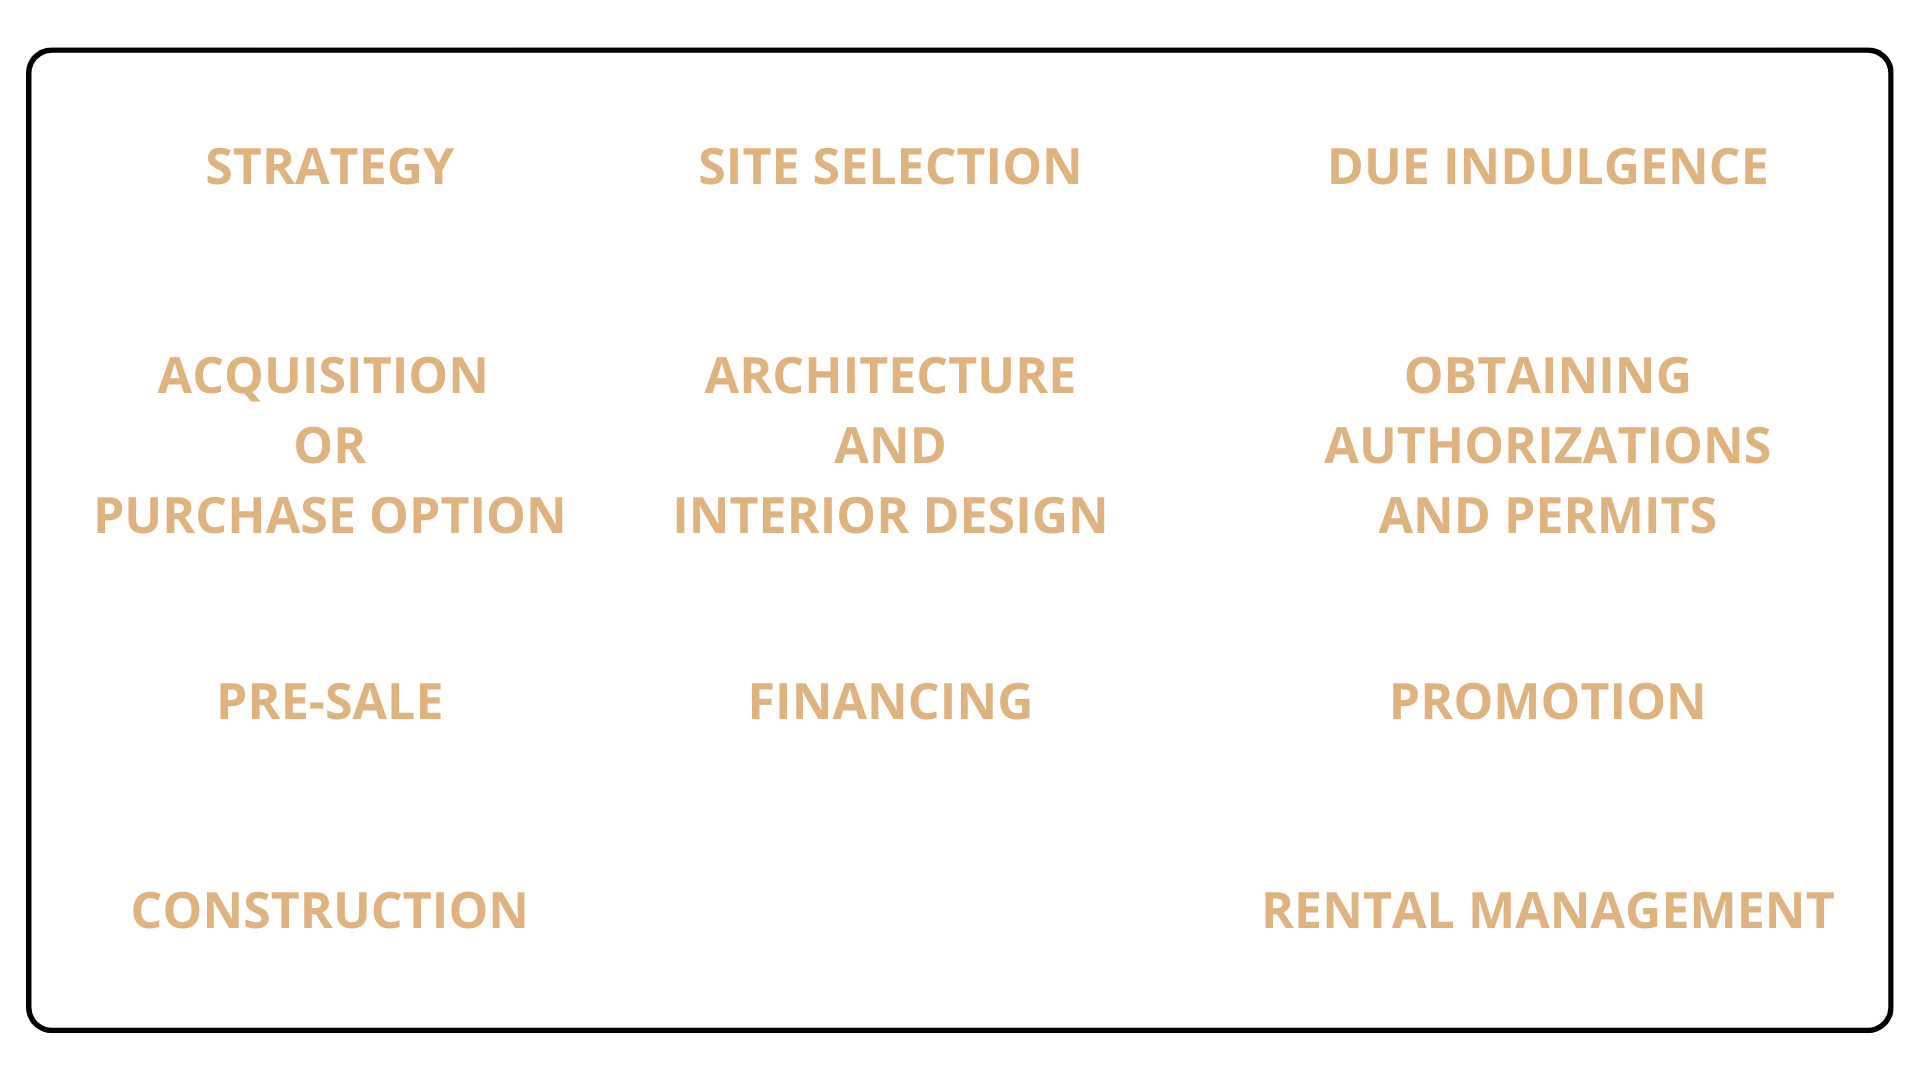 STRATEGY
SITE SELECTION
DUE INDULGENCE
ACQUISITION
OR
PURCHASE OPTION
ARCHITECTURE
AND
INTERIOR DESIGN
OBTAINING
AUTHORIZATIONS
AND PERMITS
PRE-SALE
FINANCING
PROMOTION
CONSTRUCTION
RENTAL MANAGEMENT